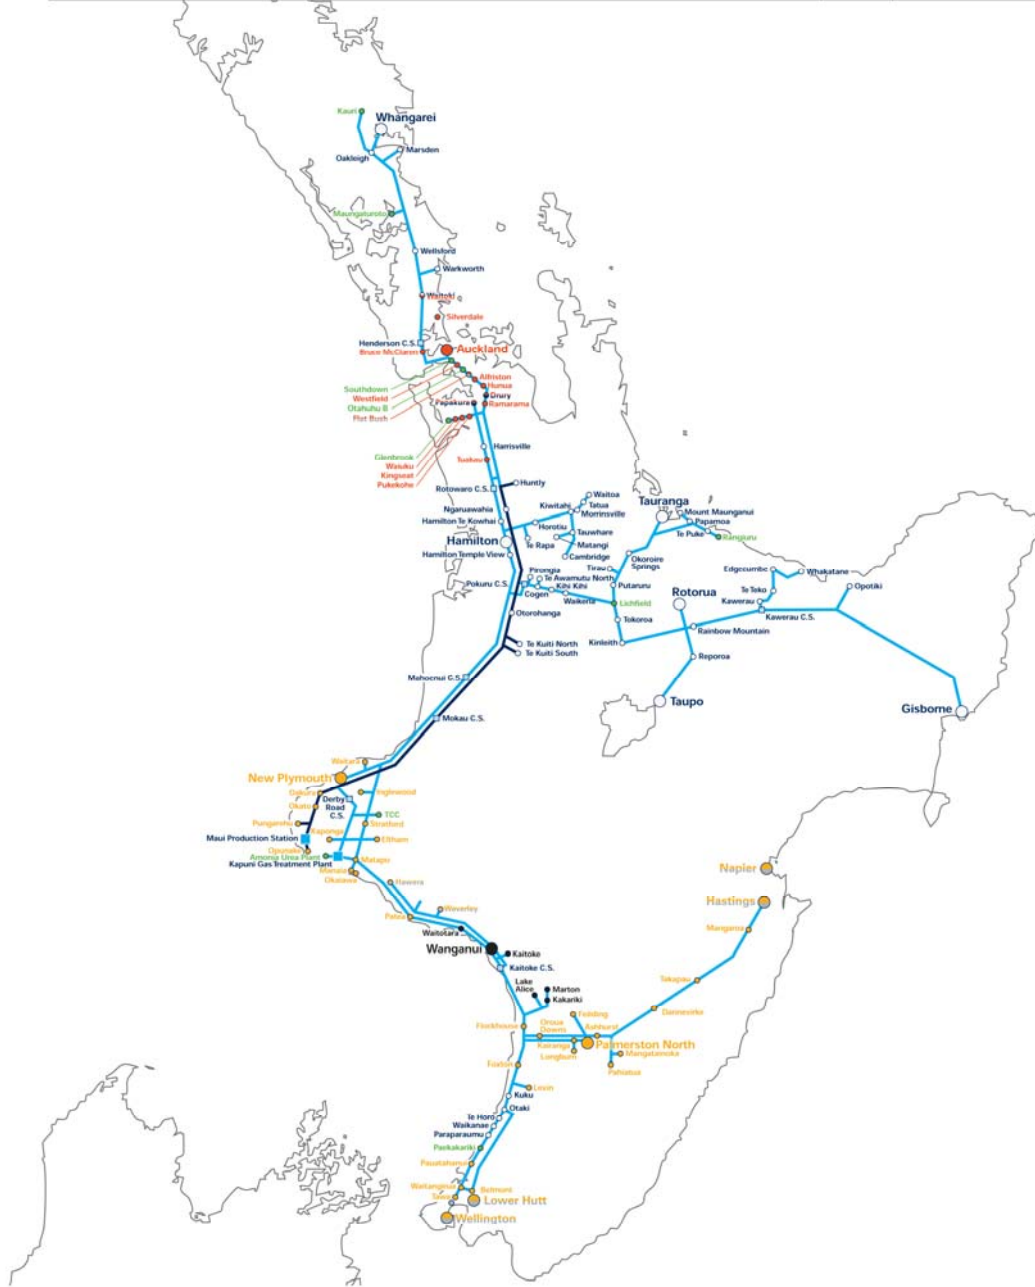 Kauri
Whangarei
Oakleigh
Marsden
Maungaturoto
Wellsford
Warkworth
Waitoki
Silverdale
Henderson C.S.
Bruce McClaren
Auckland
Southdown
Westfield
Otahuhu B
Flat Bush
Alfriston
Hunua
Drury
Papakura
Ramarama
Glenbrook
Waiuku
Kingseat
Pukekohe
Harrisville
Tuakau
Rotowaro C.S.
Huntly
Ngaruawahia
Hamilton Te Kowhai
Hamilton
Hamilton Temple View
Kiwitahi
Waitoa
Tatua
Morrinsville
Horotiu
Te Rapa
Tauwhare
Matangi
Cambridge
Tauranga
Mount Maunganui
Papamoa
Te Puke
Rangiuru
Okoroire
Springs
Tirau
Putaruru
Pirongia
Te Awamutu North
Kihi Kihi
Pokuru C.S.
Cogen
Waikeria
Lichfield
Tokoroa
Kinleith
Otorohanga
Te Kuiti North
Te Kuiti South
Rotorua
Edgecumbe
Whakatane
Te Teko
Kawerau
Kawerau C.S.
Opotiki
Rainbow Mountain
Reporoa
Taupo
Gisborne
Mahoenui C.S.
Mokau C.S.
Waitara
New Plymouth
Oakura
Okato
Derby
Road
C.S.
Inglewood
TCC
Stratford
Pungarehu
Kaponga
Eltham
Maui Production Station
Opunake
Amonia Urea Plant
Kapuni Gas Treatment Plant
Matapu
Manaia
Okaiawa
Hawera
Patea
Waverley
Waitotara
Wanganui
Kaitoke
Kaitoke C.S.
Lake
Alice
Marton
Kakariki
Napier
Hastings
Mangaroa
Takapau
Dannevirke
Flockhouse
Oroua
Downs
Feilding
Ashhurst
Kairanga
Longburn
Palmerston North
Mangatainoka
Pahiatua
Foxton
Levin
Kuku
Otaki
Te Horo
Waikanae
Paraparaumu
Paekakariki
Pauatahanui
Waitangirua
Belmont
Tawa
Lower Hutt
Wellington